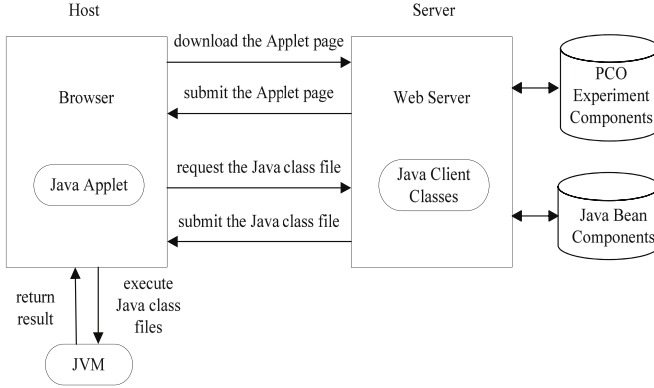 Host
Server
download the Applet page
PCO
Experiment
Components
submit the Applet page
Browser
Web Server
request the Java class file
Java Applet
Java Client
Classes
submit the Java class file
Java Bean
Components
return
result
execute
Java class
files
JVM